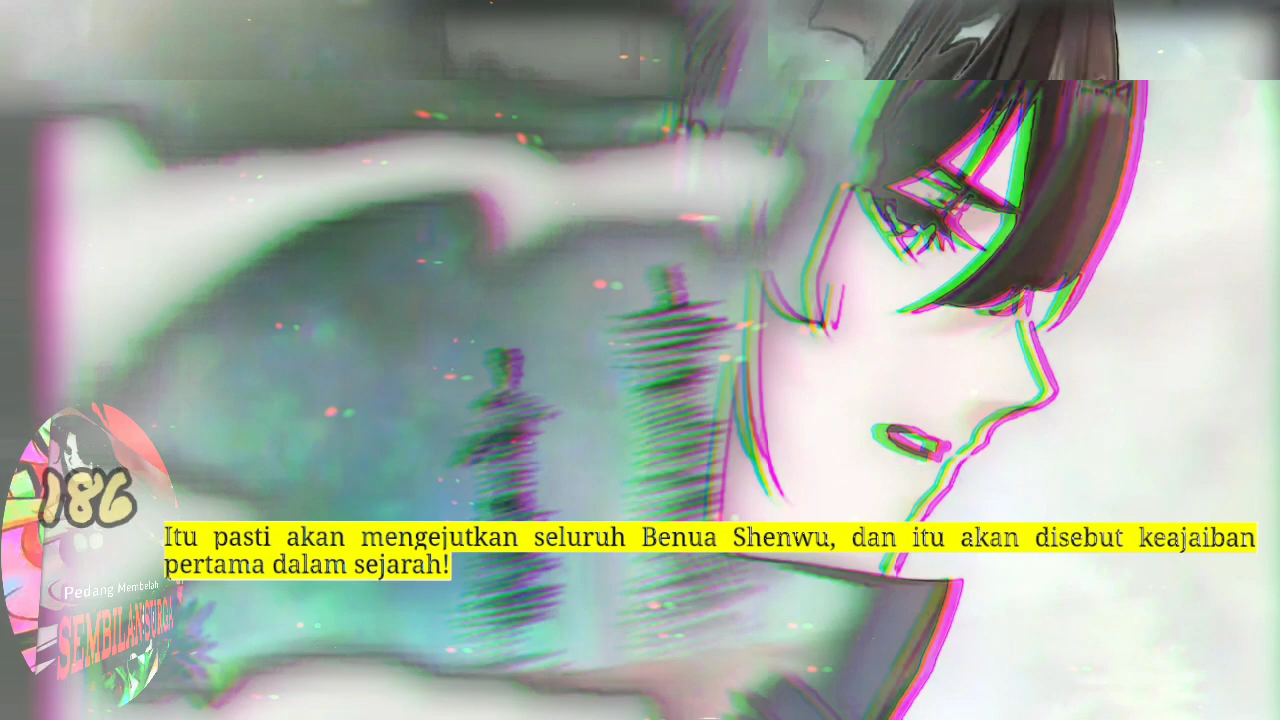 186
Itu pasti akan mengejutkan seluruh Benua Shenwu, dan itu akan disebut keajaiban
pertama dalam sejarah!
Pedang Membelah
SEMBILAN SURGA